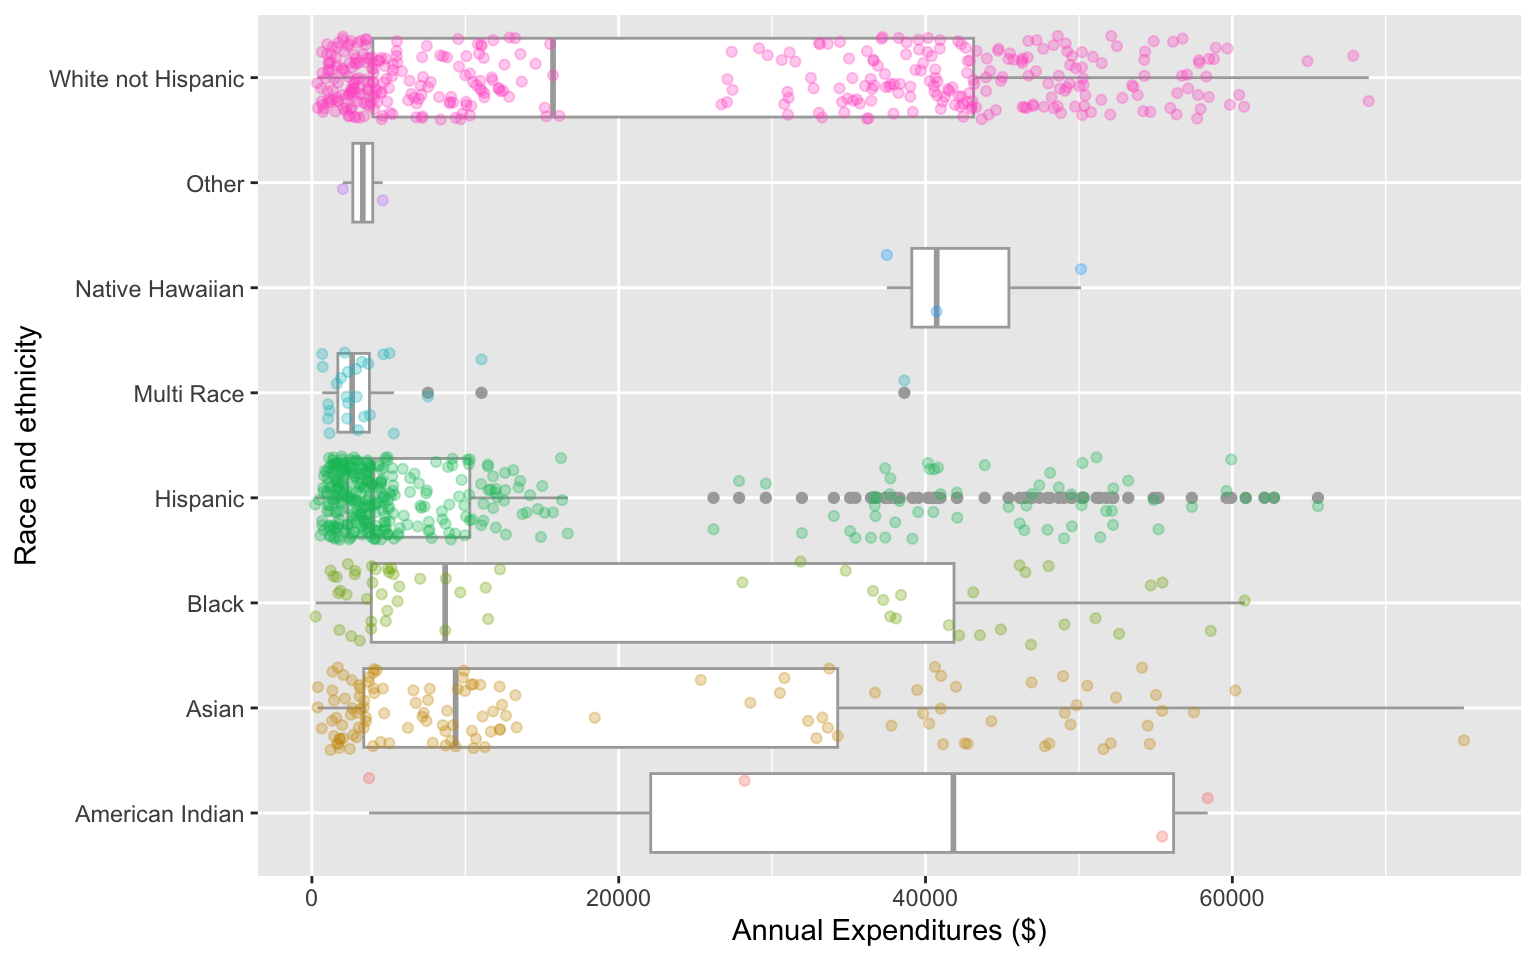 White not Hispanic
Other
Native Hawaiian
Multi Race
Hispanic
Black
Asian
American Indian
Race and ethnicity
0 20000 40000 60000
Annual Expenditures ($)